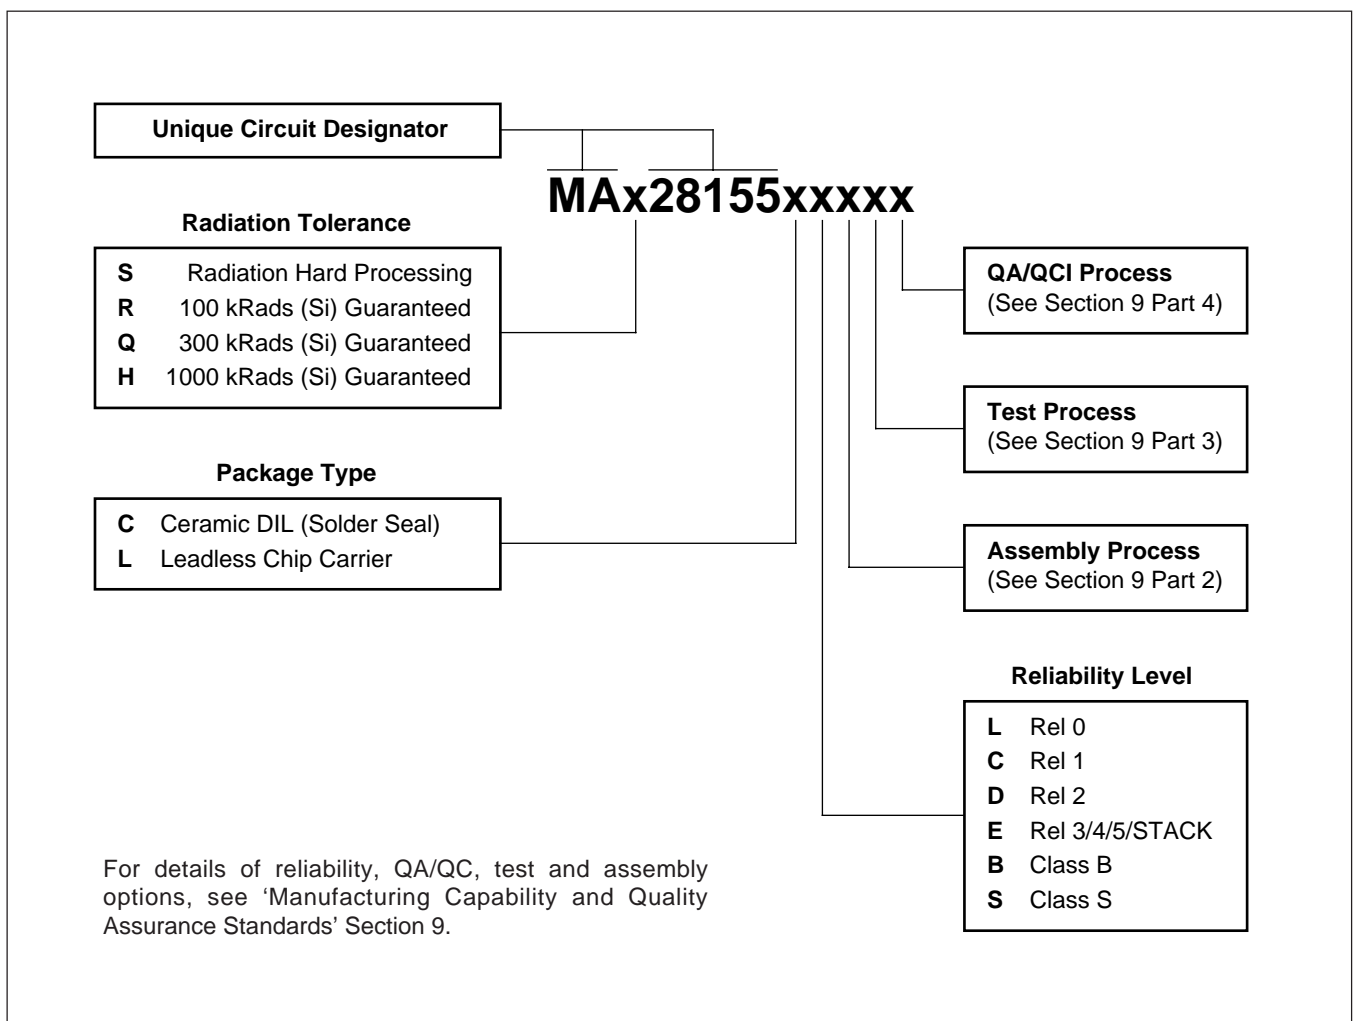 Unique Circuit Designator
MAx28155xxxxx
Radiation Tolerance
S Radiation Hard Processing
R 100 kRads (Si) Guaranteed
Q 300 kRads (Si) Guaranteed
H 1000 kRads (Si) Guaranteed
Package Type
C Ceramic DIL (Solder Seal)
L Leadless Chip Carrier
QA/QCI Process
(See Section 9 Part 4)
Test Process
(See Section 9 Part 3)
Assembly Process
(See Section 9 Part 2)
Reliability Level
L Rel 0
C Rel 1
D Rel 2
E Rel 3/4/5/STACK
B Class B
S Class S
For details of reliability, QA/QC, test and assembly
options, see ‘Manufacturing Capability and Quality
Assurance Standards’ Section 9.